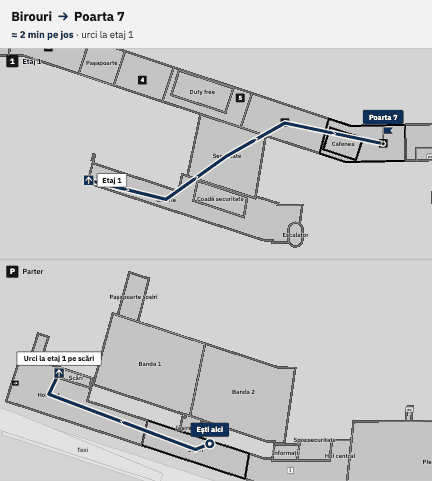 Birouri → Poarta 7
≈ 2 min pe jos · urci la etaj 1
1 Etaj 1
Pașapoarte
4
Duty free
5
Poarta 7
Cafenea
Etaj 1
Coadă securitate
Escalator
P Parter
Pașapoarte sosiri
Banda 1
Urci la etaj 1 pe scări
Scări
Banda 2
Ești aici
Informații
Spre securitate
Hol central
Taxi